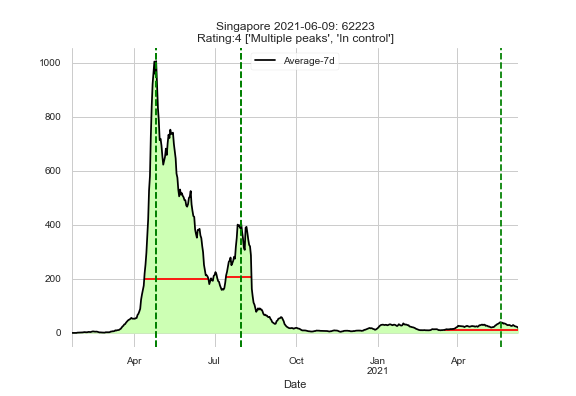 Singapore 2021-06-09: 62223
Rating:4 ['Multiple peaks', 'In control']
Average-7d
1000
800
600
400
200
0
Apr
Jul
Oct
Jan
2021
Apr
Date